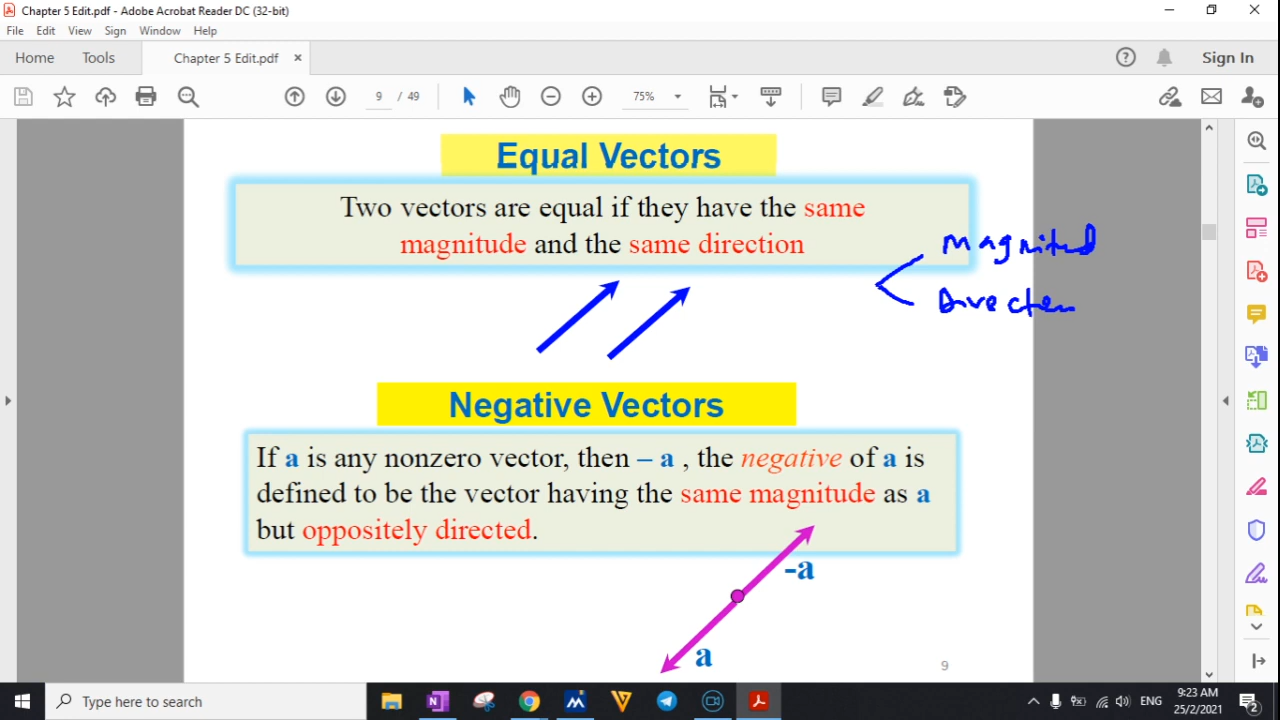 Chapter 5 Edit.pdf - Adobe Acrobat Reader DC (32-bit)
File Edit View Sign Window Help
Home Tools Chapter 5 Edit.pdf × Sign In
9 / 49 75%
Equal Vectors
Two vectors are equal if they have the same
magnitude and the same direction
Magnitud
Directen
Negative Vectors
If a is any nonzero vector, then – a , the negative of a is
defined to be the vector having the same magnitude as a
but oppositely directed.
-a
a
9
Type here to search
ENG
9:23 AM
25/2/2021
2